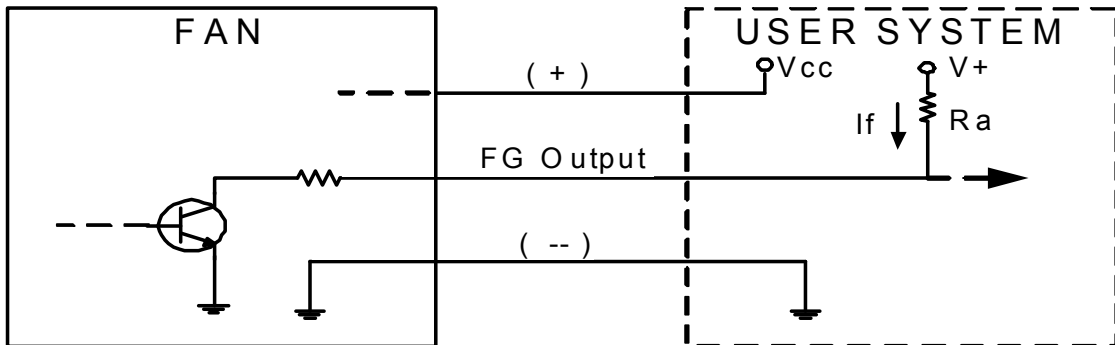 FAN
USER SYSTEM
( + )
Vcc
V+
If
Ra
FG Output
( -- )